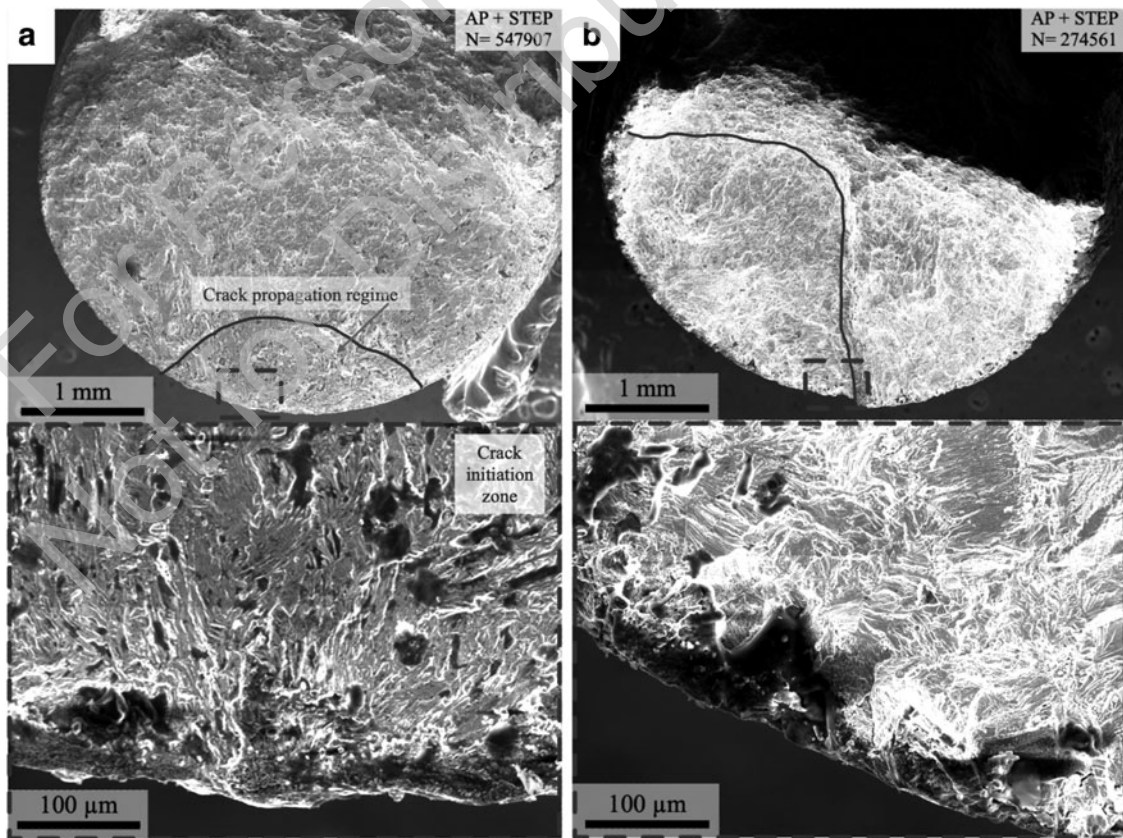 a
AP + STEP
N= 547907
Crack propagation regime
1 mm
Crack
initiation
zone
100 µm
b
AP + STEP
N= 274561
1 mm
100 µm